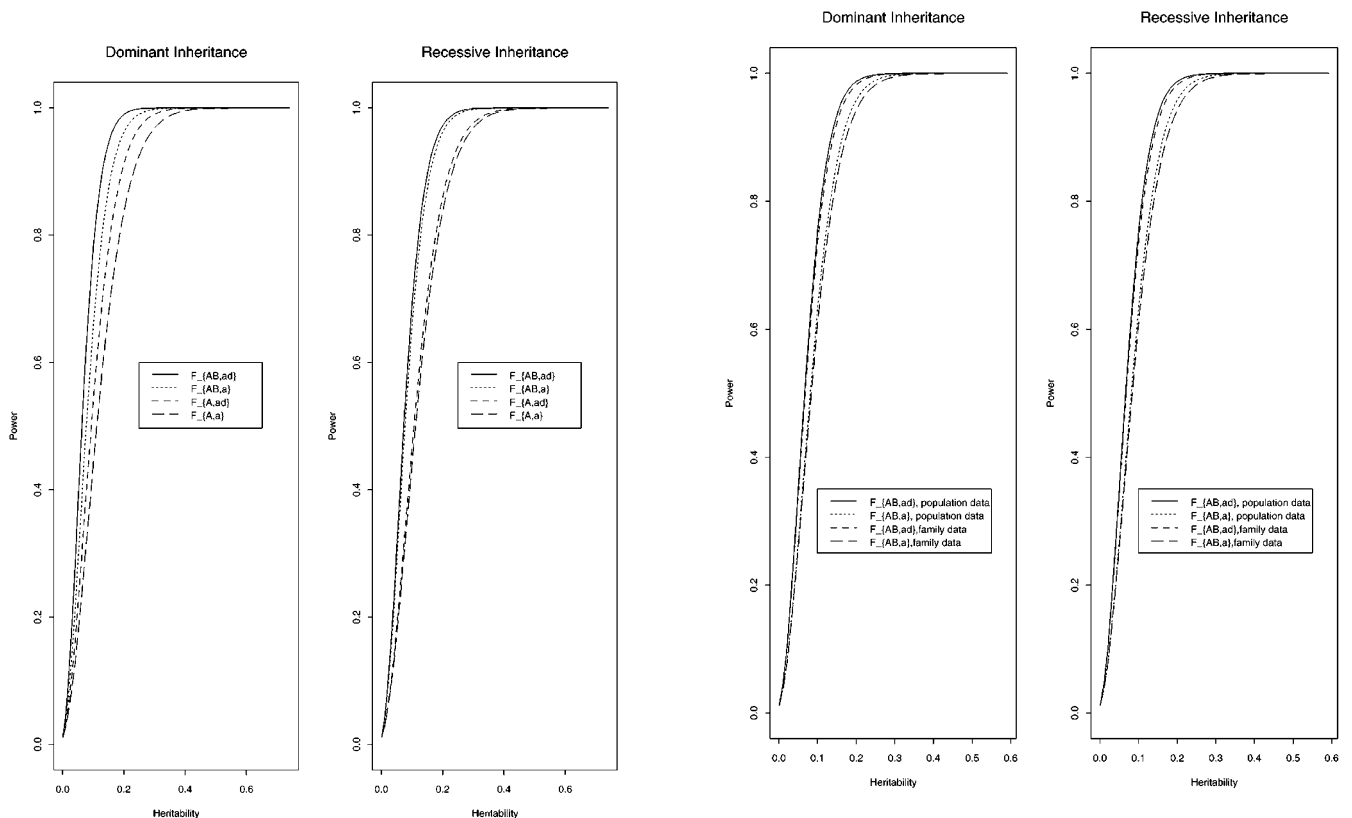 Dominant Inheritance
Power
1.0
0.8
0.6
0.4
0.2
0.0
F_{AB,ad}
F_{AB,a}
F_{A,ad}
F_{A,a}
0.0 0.2 0.4 0.6
Heritability
Recessive Inheritance
Power
1.0
0.8
0.6
0.4
0.2
0.0
F_{AB,ad}
F_{AB,a}
F_{A,ad}
F_{A,a}
0.0 0.2 0.4 0.6
Heritability
Dominant Inheritance
Power
1.0
0.8
0.6
0.4
0.2
0.0
F_{AB,ad}, population data
F_{AB,a}, population data
F_{AB,ad},family data
F_{AB,a},family data
0.0 0.1 0.2 0.3 0.4 0.5 0.6
Heritability
Recessive Inheritance
Power
1.0
0.8
0.6
0.4
0.2
0.0
F_{AB,ad}, population data
F_{AB,a}, population data
F_{AB,ad},family data
F_{AB,a},family data
0.0 0.1 0.2 0.3 0.4 0.5 0.6
Heritability